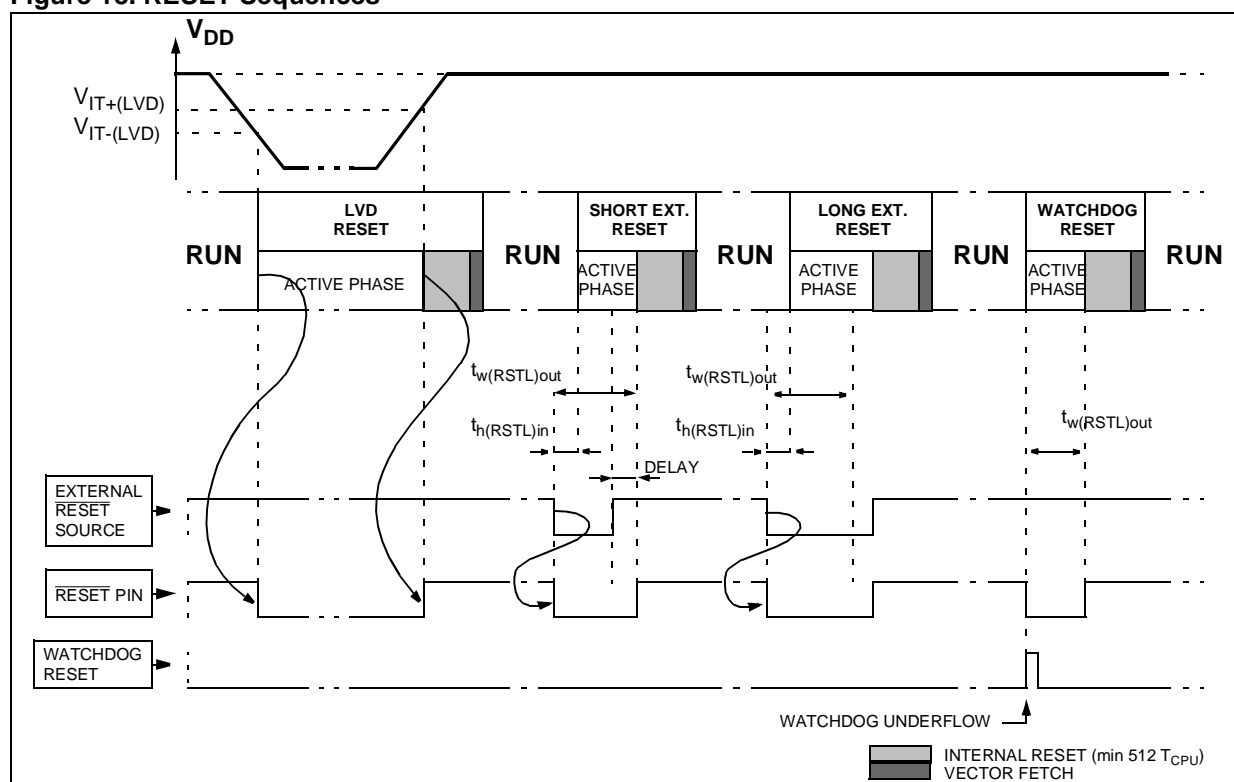 Figure 16. RESET Sequences
VDD
VIT+(LVD)
VIT-(LVD)
LVD
RESET
SHORT EXT.
RESET
LONG EXT.
RESET
WATCHDOG
RESET
RUN
RUN
RUN
RUN
RUN
ACTIVE PHASE
ACTIVE
PHASE
ACTIVE
PHASE
ACTIVE
PHASE
tw(RSTL)out
tw(RSTL)out
th(RSTL)in
th(RSTL)in
tw(RSTL)out
DELAY
EXTERNAL
RESET
SOURCE
RESET PIN
WATCHDOG
RESET
WATCHDOG UNDERFLOW
INTERNAL RESET (min 512 TCPU)
VECTOR FETCH